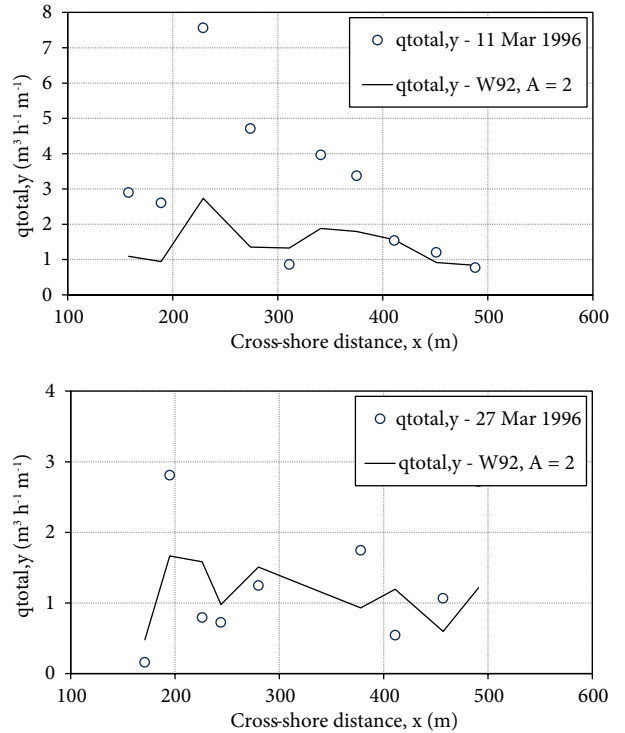 8
7
6
5
4
3
2
1
0
qtotal,y (m³ h⁻¹ m⁻¹)
qtotal,y - 11 Mar 1996
qtotal,y - W92, A = 2
100 200 300 400 500 600
Cross-shore distance, x (m)
4
3
2
1
0
qtotal,y (m³ h⁻¹ m⁻¹)
qtotal,y - 27 Mar 1996
qtotal,y - W92, A = 2
100 200 300 400 500 600
Cross-shore distance, x (m)